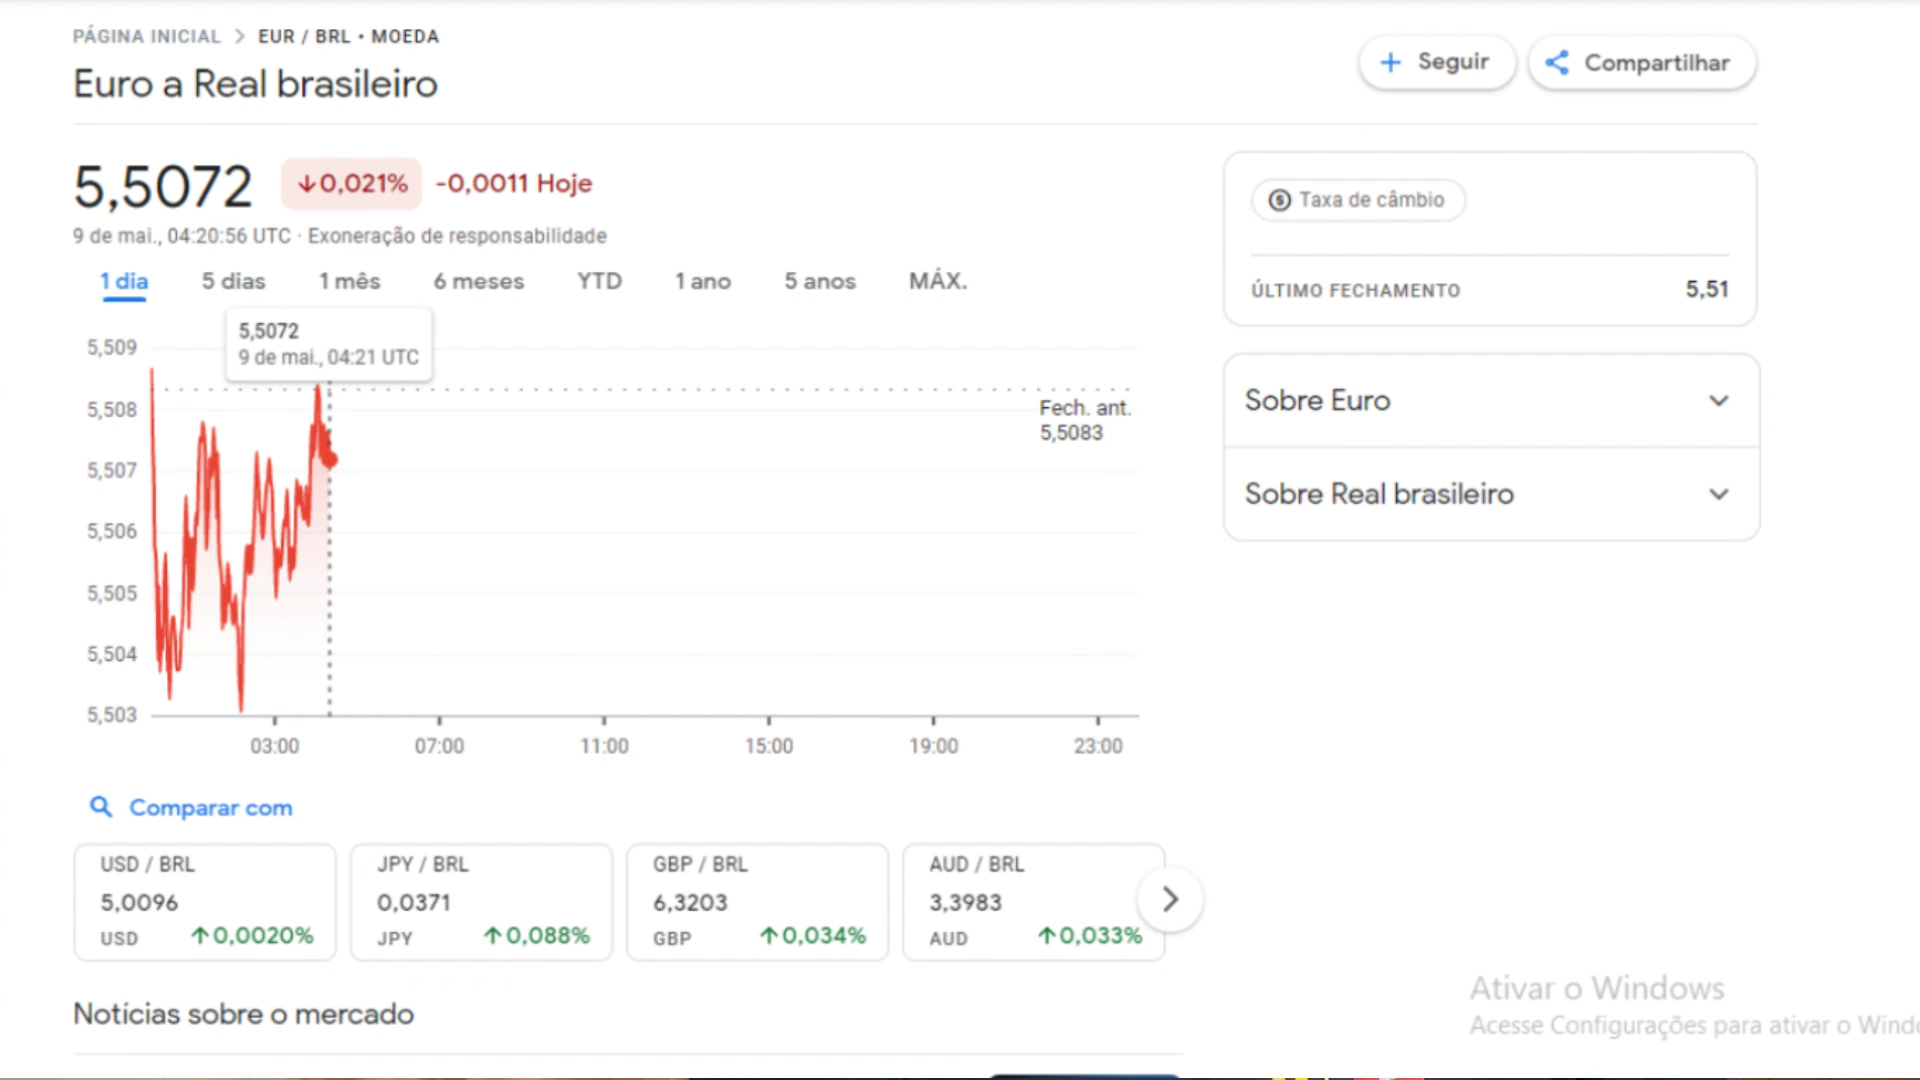 PÁGINA INICIAL > EUR / BRL • MOEDA
Euro a Real brasileiro
+ Seguir
Compartilhar
5,5072 ↓0,021% -0,0011 Hoje
9 de mai., 04:20:56 UTC · Exoneração de responsabilidade
1 dia 5 dias 1 mês 6 meses YTD 1 ano 5 anos MÁX.
5,5072
9 de mai., 04:21 UTC
5,509
5,508
5,507
5,506
5,505
5,504
5,503
Fech. ant.
5,5083
03:00 07:00 11:00 15:00 19:00 23:00
Taxa de câmbio
ÚLTIMO FECHAMENTO 5,51
Sobre Euro
Sobre Real brasileiro
Comparar com
USD / BRL
5,0096
USD ↑0,0020%
JPY / BRL
0,0371
JPY ↑0,088%
GBP / BRL
6,3203
GBP ↑0,034%
AUD / BRL
3,3983
AUD ↑0,033%
Notícias sobre o mercado
Ativar o Windows
Acesse Configurações para ativar o